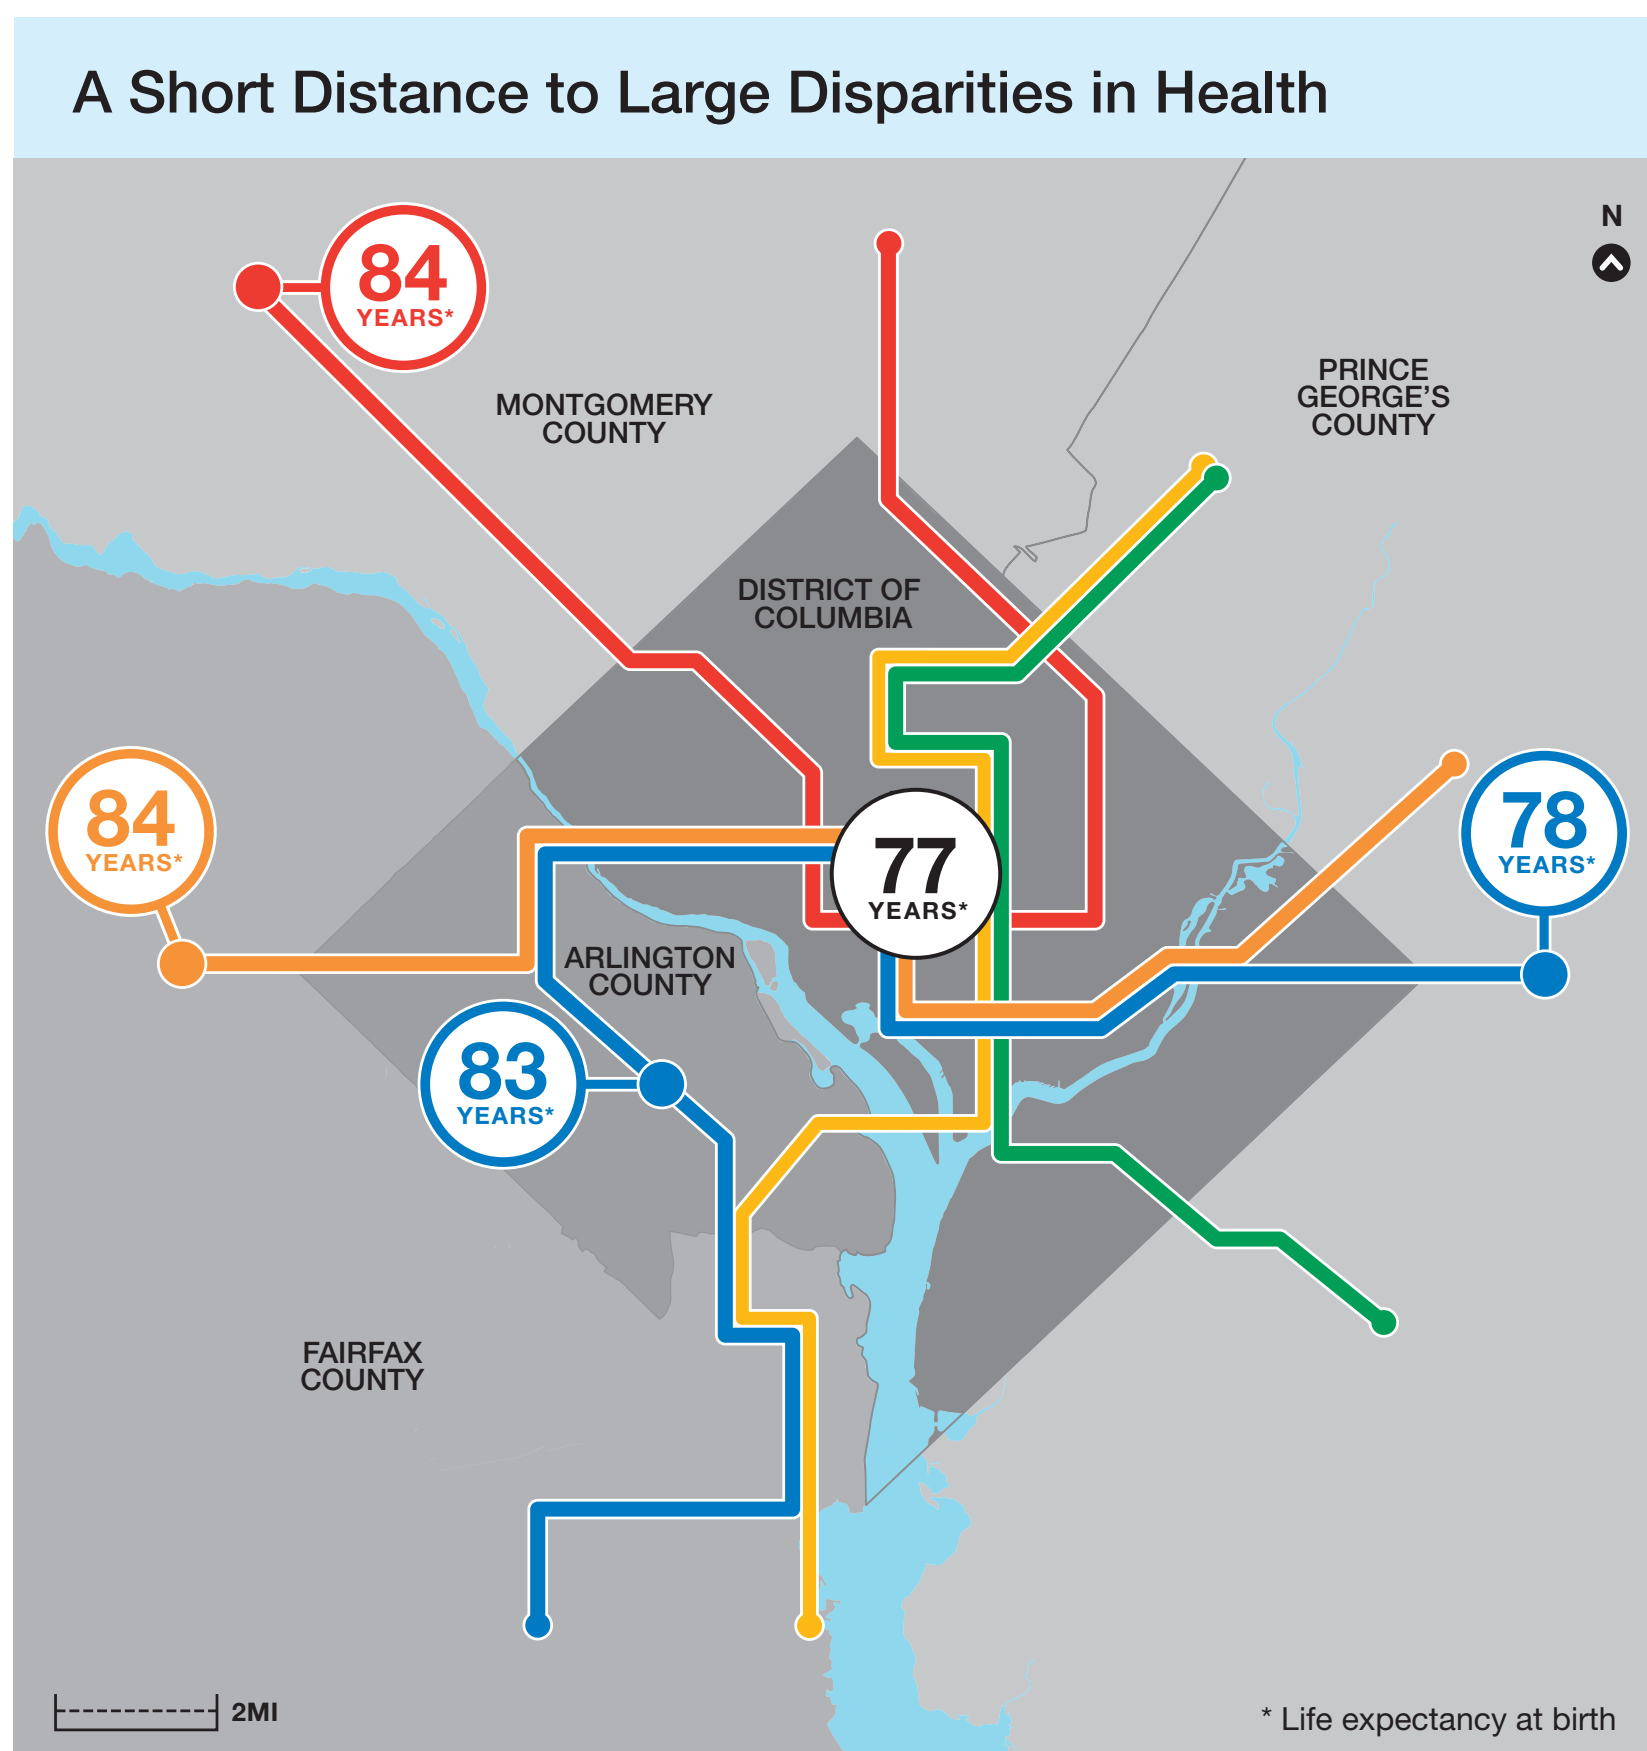 A Short Distance to Large Disparities in Health
N
84
YEARS*
MONTGOMERY
COUNTY
PRINCE
GEORGE'S
COUNTY
DISTRICT OF
COLUMBIA
84
YEARS*
77
YEARS*
78
YEARS*
ARLINGTON
COUNTY
83
YEARS*
FAIRFAX
COUNTY
2MI
* Life expectancy at birth